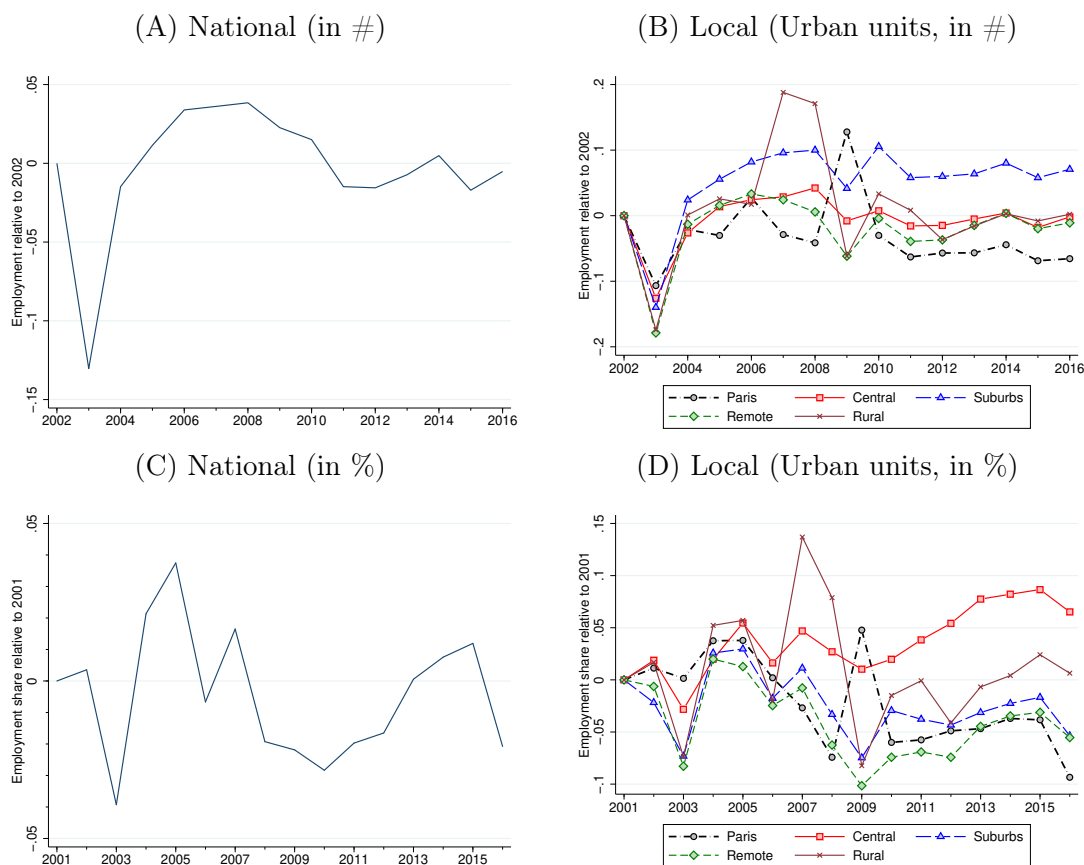 (A) National (in #)
Employment relative to 2002
.05
0
-.05
-.1
-.15
2002 2004 2006 2008 2010 2012 2014 2016
(B) Local (Urban units, in #)
Employment relative to 2002
.2
.1
0
-.1
-.2
2002 2004 2006 2008 2010 2012 2014 2016
Paris Central Suburbs
Remote Rural
(C) National (in %)
Employment share relative to 2001
.05
0
-.05
2001 2003 2005 2007 2009 2011 2013 2015
(D) Local (Urban units, in %)
Employment share relative to 2001
.15
.1
.05
0
-.05
-.1
2001 2003 2005 2007 2009 2011 2013 2015
Paris Central Suburbs
Remote Rural